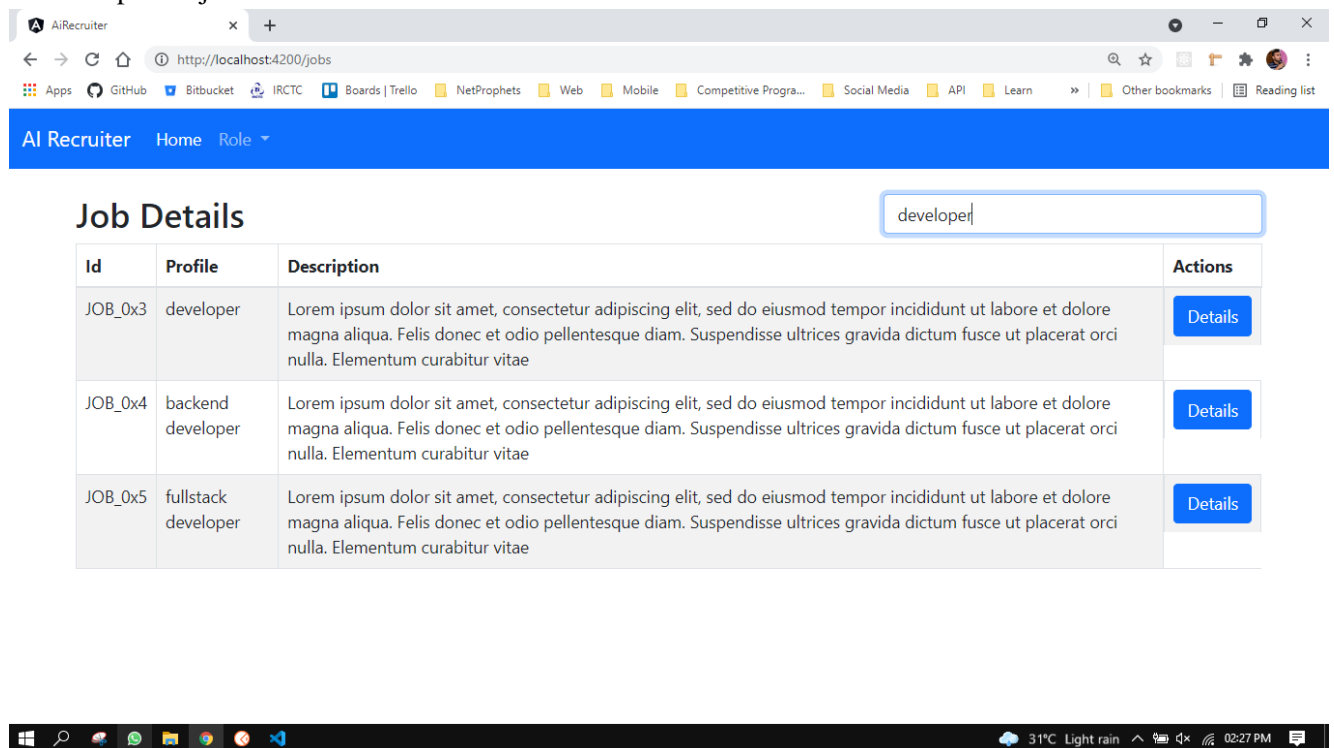 AiRecruiter
http://localhost:4200/jobs
Apps GitHub Bitbucket IRCTC Boards | Trello NetProphets Web Mobile Competitive Progra... Social Media API Learn » Other bookmarks Reading list
AI Recruiter Home Role
Job Details
developer
Id Profile Description Actions
JOB_0x3 developer Lorem ipsum dolor sit amet, consectetur adipiscing elit, sed do eiusmod tempor incididunt ut labore et dolore Details
magna aliqua. Felis donec et odio pellentesque diam. Suspendisse ultrices gravida dictum fusce ut placerat orci
nulla. Elementum curabitur vitae
JOB_0x4 backend Lorem ipsum dolor sit amet, consectetur adipiscing elit, sed do eiusmod tempor incididunt ut labore et dolore Details
developer magna aliqua. Felis donec et odio pellentesque diam. Suspendisse ultrices gravida dictum fusce ut placerat orci
nulla. Elementum curabitur vitae
JOB_0x5 fullstack Lorem ipsum dolor sit amet, consectetur adipiscing elit, sed do eiusmod tempor incididunt ut labore et dolore Details
developer magna aliqua. Felis donec et odio pellentesque diam. Suspendisse ultrices gravida dictum fusce ut placerat orci
nulla. Elementum curabitur vitae
31°C Light rain 02:27 PM